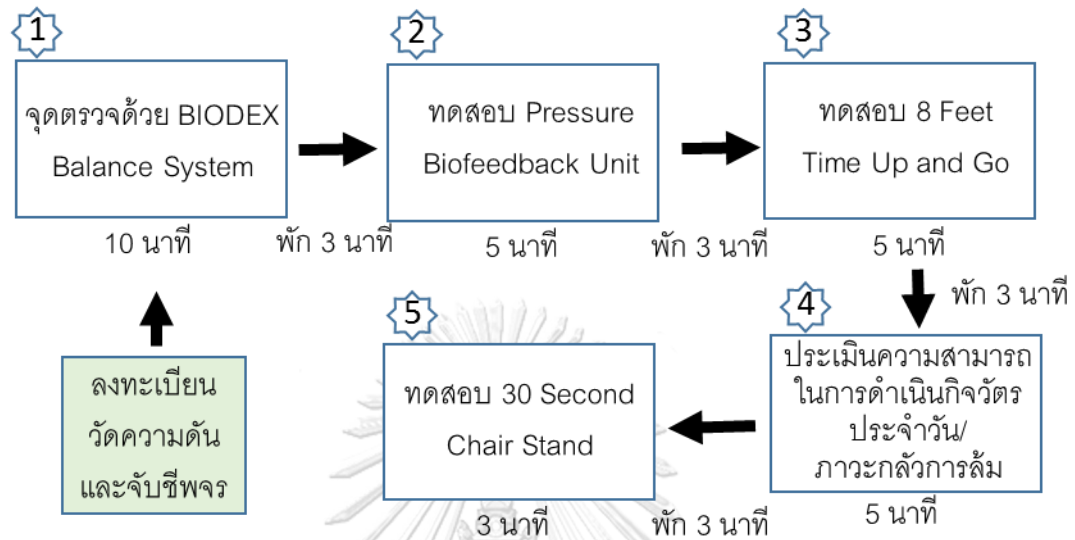 1
จุดตรวจด้วย BIODEX
Balance System
10 นาที
พัก 3 นาที
2
ทดสอบ Pressure
Biofeedback Unit
5 นาที
พัก 3 นาที
3
ทดสอบ 8 Feet
Time Up and Go
5 นาที
พัก 3 นาที
4
ประเมินความสามารถ
ในการดำเนินกิจวัตร
ประจำวัน/
ภาวะกลัวการล้ม
5 นาที
พัก 3 นาที
5
ทดสอบ 30 Second
Chair Stand
3 นาที
ลงทะเบียน
วัดความดัน
และจับชีพจร